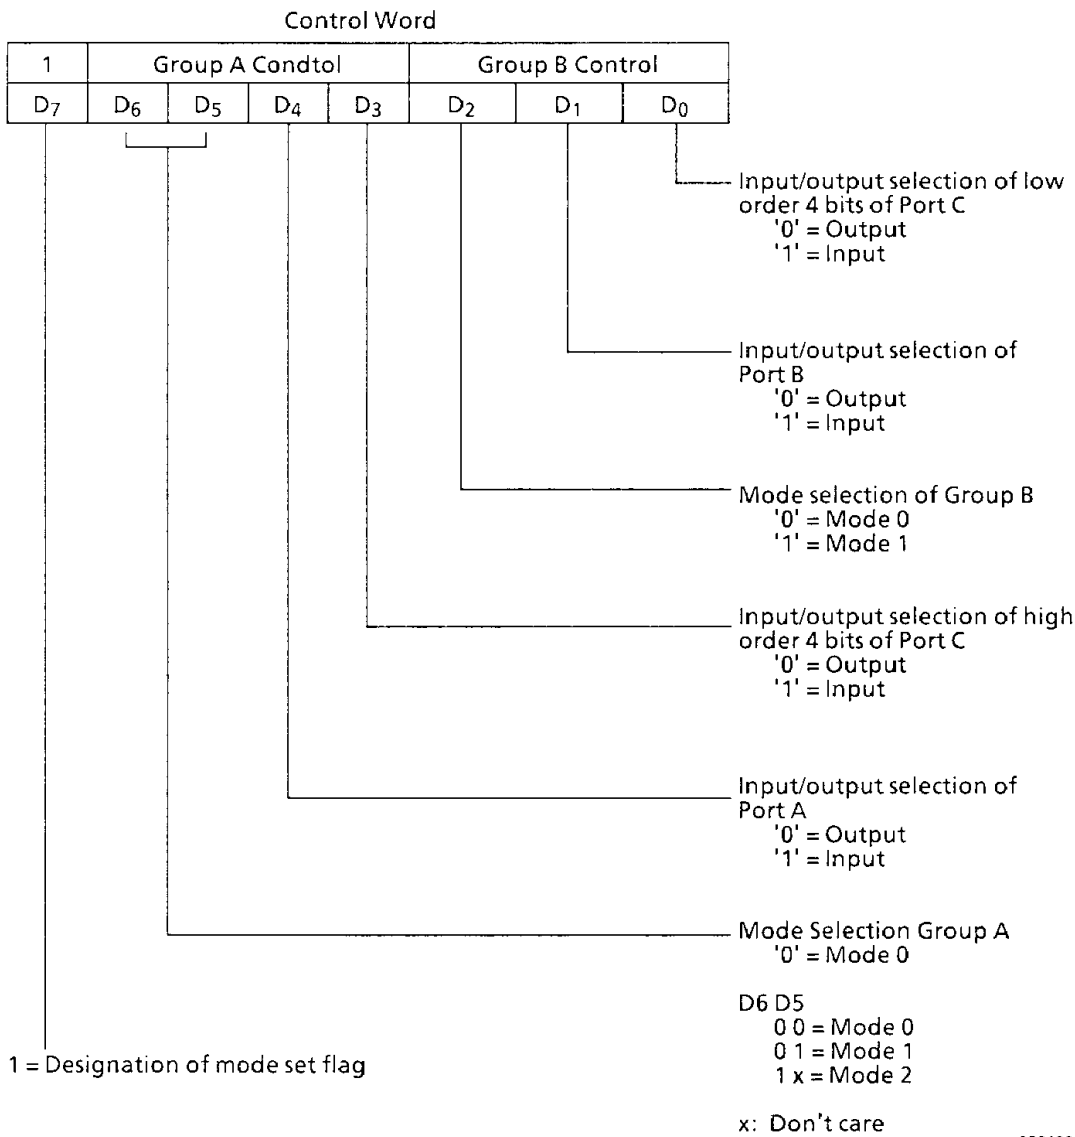 Control Word
1 Group A Condtol Group B Control
D7 D6 D5 D4 D3 D2 D1 D0
Input/output selection of low
order 4 bits of Port C
'0' = Output
'1' = Input
Input/output selection of
Port B
'0' = Output
'1' = Input
Mode selection of Group B
'0' = Mode 0
'1' = Mode 1
Input/output selection of high
order 4 bits of Port C
'0' = Output
'1' = Input
Input/output selection of
Port A
'0' = Output
'1' = Input
Mode Selection Group A
'0' = Mode 0
D6 D5
0 0 = Mode 0
0 1 = Mode 1
1 x = Mode 2
1 = Designation of mode set flag
x: Don't care